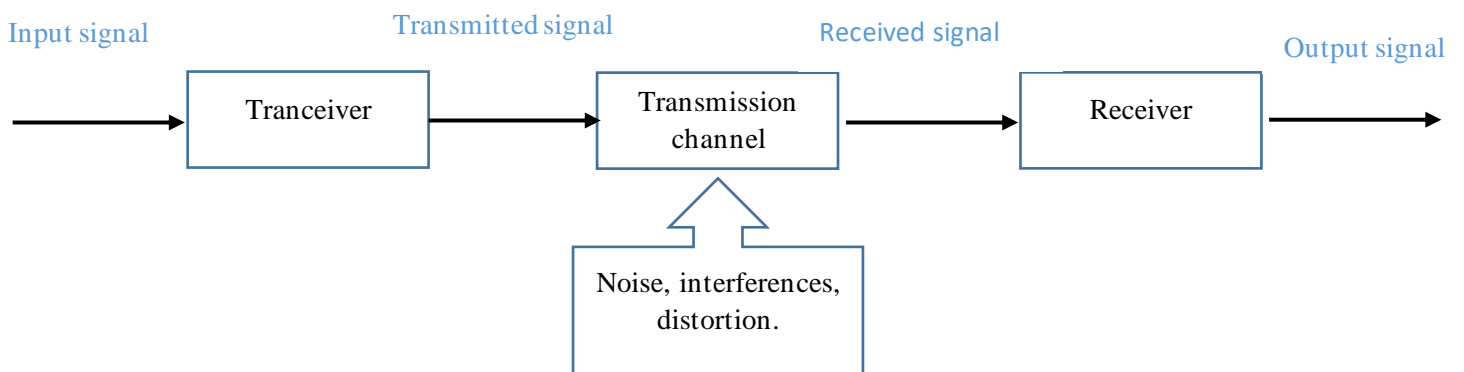 Input signal
Transmitted signal
Received signal
Output signal
Tranceiver
Transmission
channel
Receiver
Noise, interferences,
distortion.